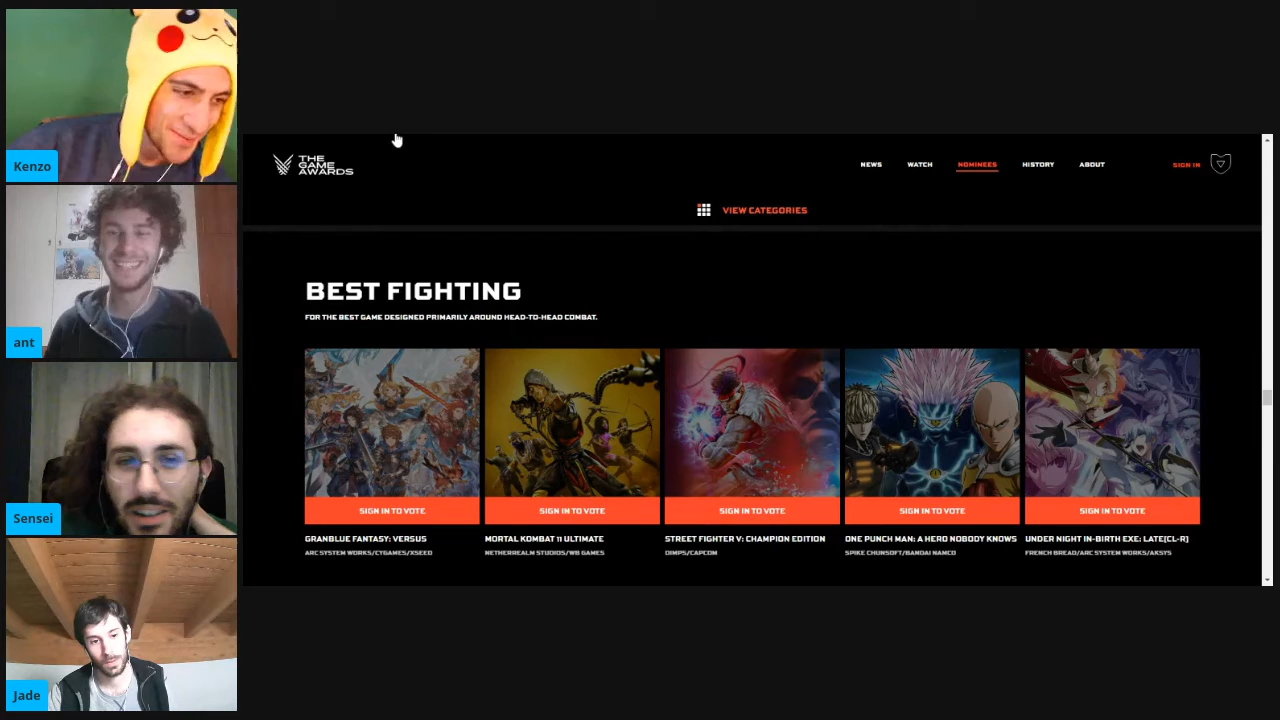 Kenzo
ant
Sensei
Jade
THE
GAME
AWARDS
NEWS WATCH NOMINEES HISTORY ABOUT SIGN IN
VIEW CATEGORIES
BEST FIGHTING
FOR THE BEST GAME DESIGNED PRIMARILY AROUND HEAD-TO-HEAD COMBAT.
SIGN IN TO VOTE SIGN IN TO VOTE SIGN IN TO VOTE SIGN IN TO VOTE SIGN IN TO VOTE
GRANBLUE FANTASY: VERSUS MORTAL KOMBAT 11 ULTIMATE STREET FIGHTER V: CHAMPION EDITION ONE PUNCH MAN: A HERO NOBODY KNOWS UNDER NIGHT IN-BIRTH EXE: LATE[CL-R]
ARC SYSTEM WORKS/CYGAMES/XSEED NETHERREALM STUDIOS/WB GAMES DIMPS/CAPCOM SPIKE CHUNSOFT/BANDAI NAMCO FRENCH BREAD/ARC SYSTEM WORKS/AKSYS